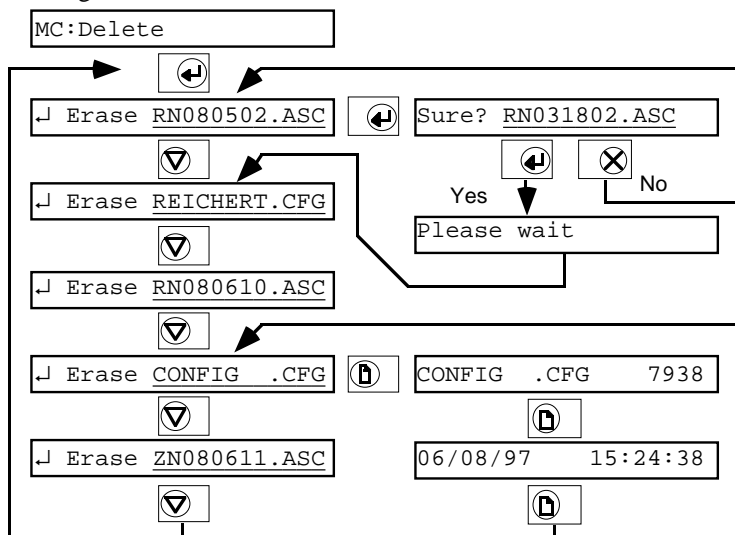 MC:Delete
↵ Erase RN080502.ASC
Sure? RN031802.ASC
Yes
No
↵ Erase REICHERT.CFG
Please wait
↵ Erase RN080610.ASC
↵ Erase CONFIG .CFG
CONFIG .CFG 7938
↵ Erase ZN080611.ASC
06/08/97 15:24:38